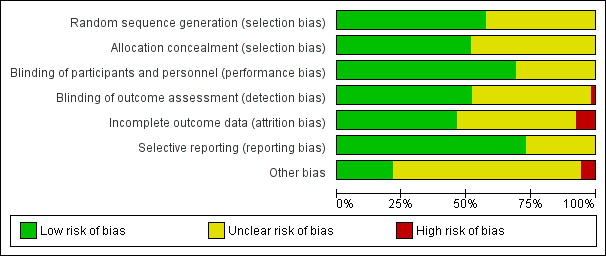 Random sequence generation (selection bias)
Allocation concealment (selection bias)
Blinding of participants and personnel (performance bias)
Blinding of outcome assessment (detection bias)
Incomplete outcome data (attrition bias)
Selective reporting (reporting bias)
Other bias
0% 25% 50% 75% 100%
Low risk of bias Unclear risk of bias High risk of bias